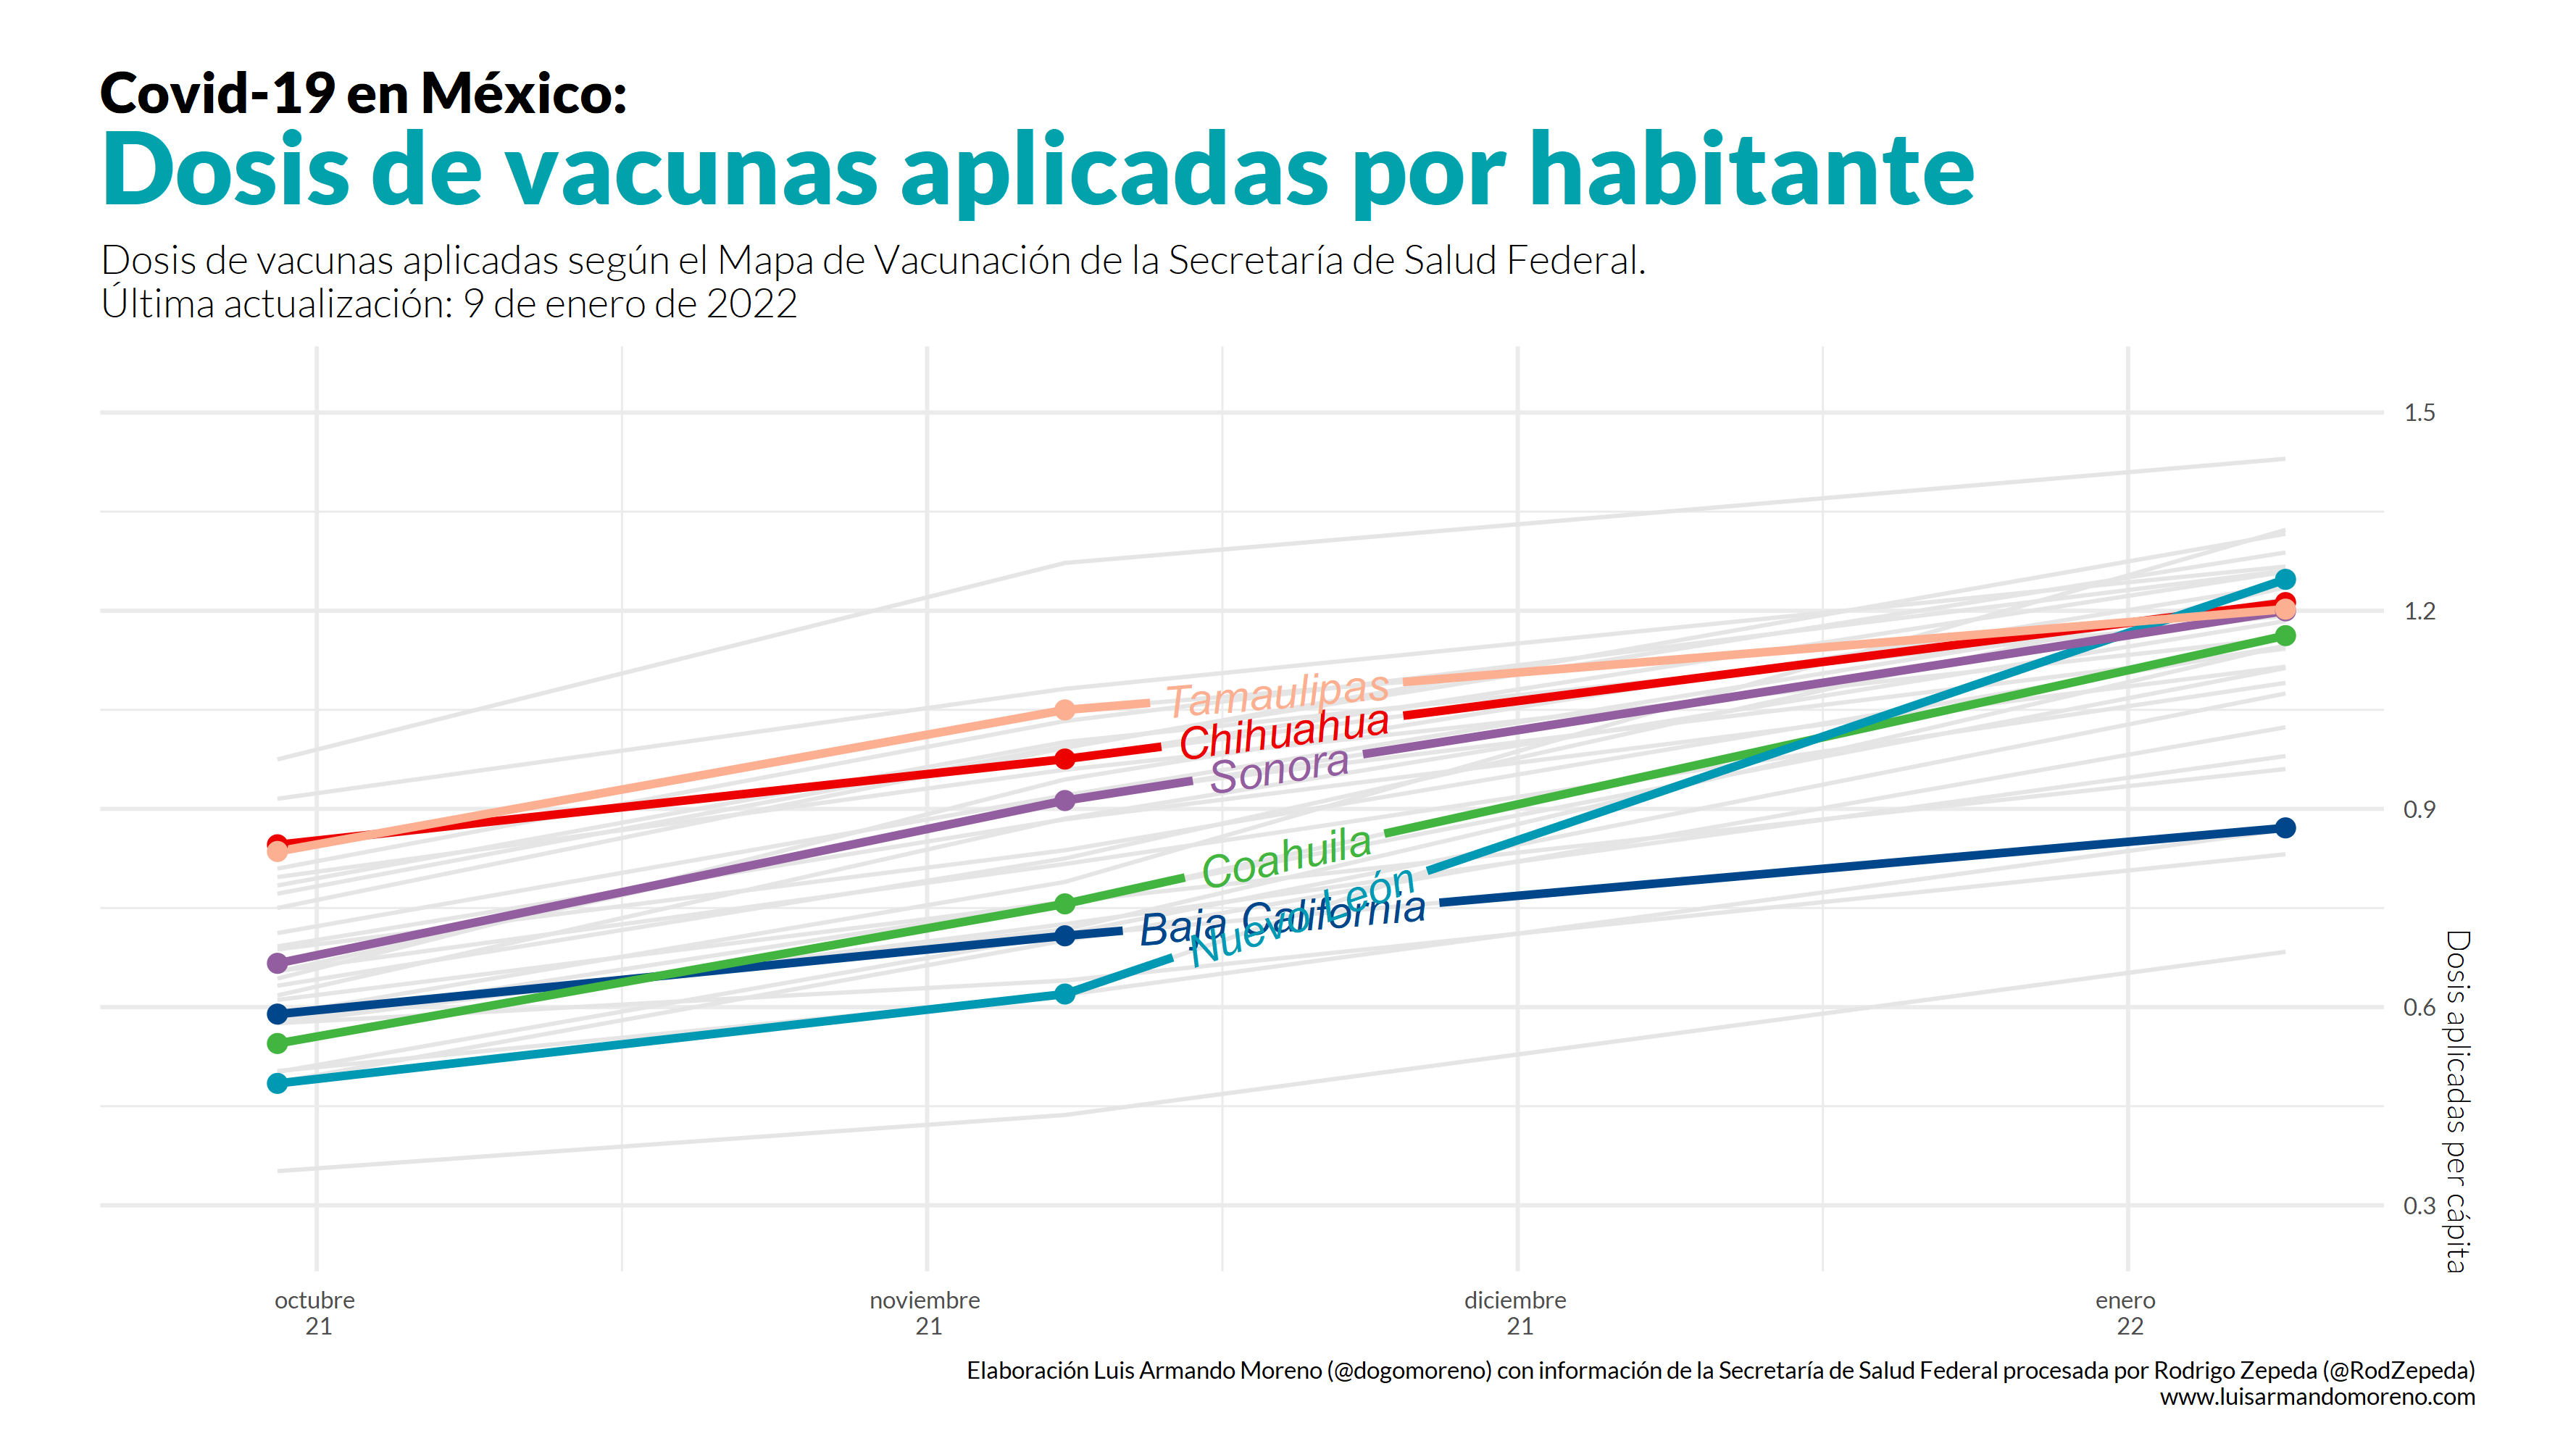 Covid-19 en México:
Dosis de vacunas aplicadas por habitante
Dosis de vacunas aplicadas según el Mapa de Vacunación de la Secretaría de Salud Federal.
Última actualización: 9 de enero de 2022
1.5
1.2
0.9
0.6
0.3
Dosis aplicadas per cápita
Tamaulipas
Chihuahua
Sonora
Coahuila
Nuevo León
Baja California
octubre
21
noviembre
21
diciembre
21
enero
22
Elaboración Luis Armando Moreno (@dogomoreno) con información de la Secretaría de Salud Federal procesada por Rodrigo Zepeda (@RodZepeda)
www.luisarmandomoreno.com